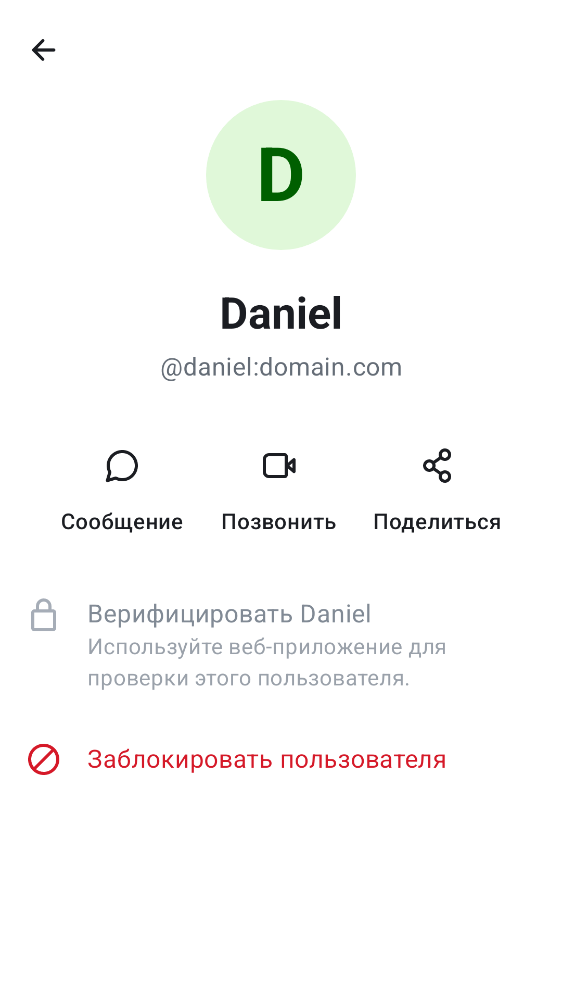 D
Daniel
@daniel:domain.com
Сообщение Позвонить Поделиться
Верифицировать Daniel
Используйте веб-приложение для
проверки этого пользователя.
Заблокировать пользователя